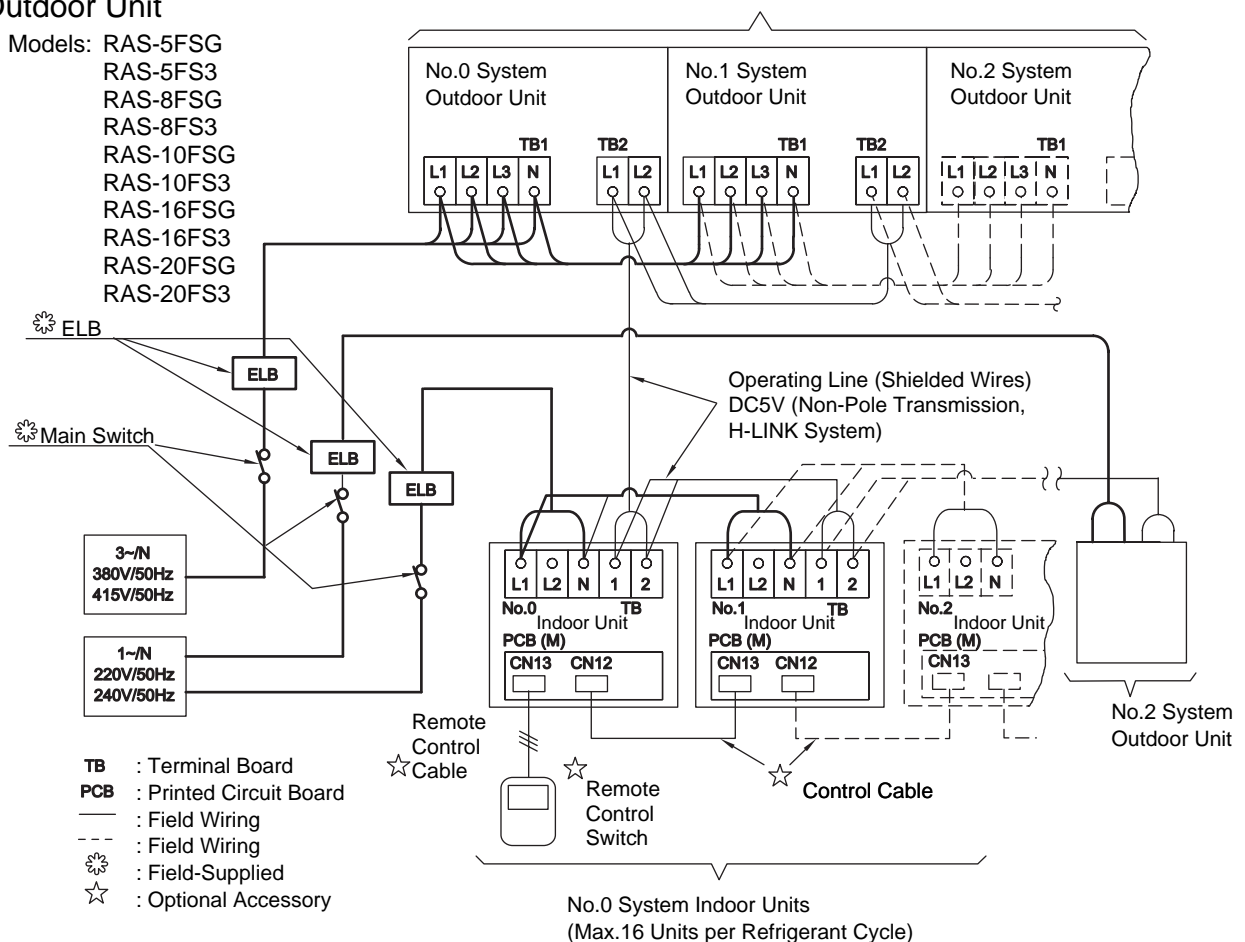 Outdoor Unit
Models: RAS-5FSG
RAS-5FS3
RAS-8FSG
RAS-8FS3
RAS-10FSG
RAS-10FS3
RAS-16FSG
RAS-16FS3
RAS-20FSG
RAS-20FS3
No.0 System
Outdoor Unit
No.1 System
Outdoor Unit
No.2 System
Outdoor Unit
TB1
TB2
TB1
TB2
TB1
L1 L2 L3 N
L1 L2
L1 L2 L3 N
L1 L2
L1 L2 L3 N
ELB
ELB
Main Switch
ELB
ELB
Operating Line (Shielded Wires)
DC5V (Non-Pole Transmission,
H-LINK System)
3~/N
380V/50Hz
415V/50Hz
1~/N
220V/50Hz
240V/50Hz
L1 L2 N 1 2
No.0 TB
Indoor Unit
PCB (M)
CN13 CN12
L1 L2 N 1 2
No.1 TB
Indoor Unit
PCB (M)
CN13 CN12
L1 L2 N
No.2
Indoor Unit
PCB (M)
CN13
No.2 System
Outdoor Unit
Remote
Control
Cable
Remote
Control
Switch
Control Cable
TB : Terminal Board
PCB : Printed Circuit Board
: Field Wiring
: Field Wiring
: Field-Supplied
: Optional Accessory
No.0 System Indoor Units
(Max.16 Units per Refrigerant Cycle)